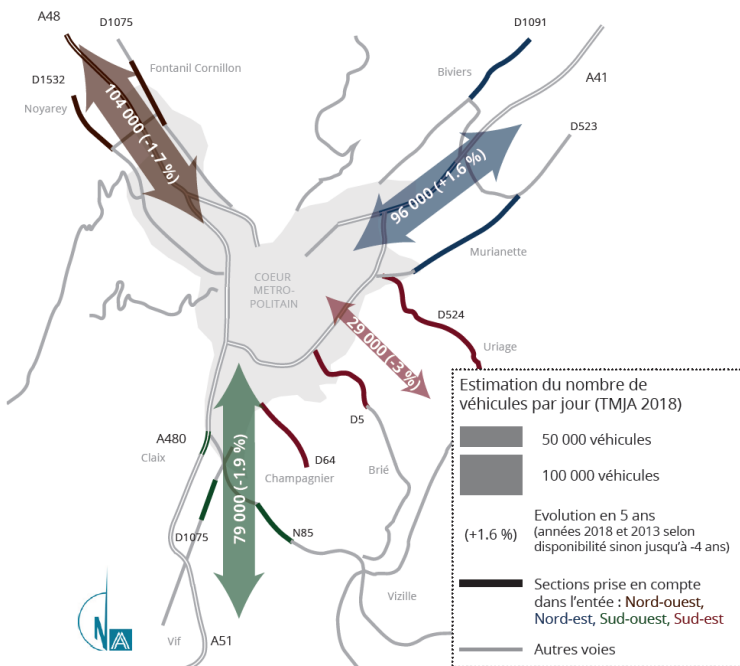 A48
D1075
Fontanil Cornillon
D1532
Noyarey
104 000 (-1.7 %)
D1091
Biviers
A41
D523
96 000 (+1.6 %)
Murianette
COEUR
METRO-
POLITAIN
D524
Uriage
29 000 (-3 %)
D5
Brié
D64
Champagnier
A480
Claix
79 000 (-1.9 %)
D1075
N85
Vizille
Vif
A51
N
AA
Estimation du nombre de
véhicules par jour (TMJA 2018)
50 000 véhicules
100 000 véhicules
(+1.6 %)
Evolution en 5 ans
(années 2018 et 2013 selon
disponibilité sinon jusqu'à -4 ans)
Sections prise en compte
dans l'entée : Nord-ouest,
Nord-est, Sud-ouest, Sud-est
Autres voies